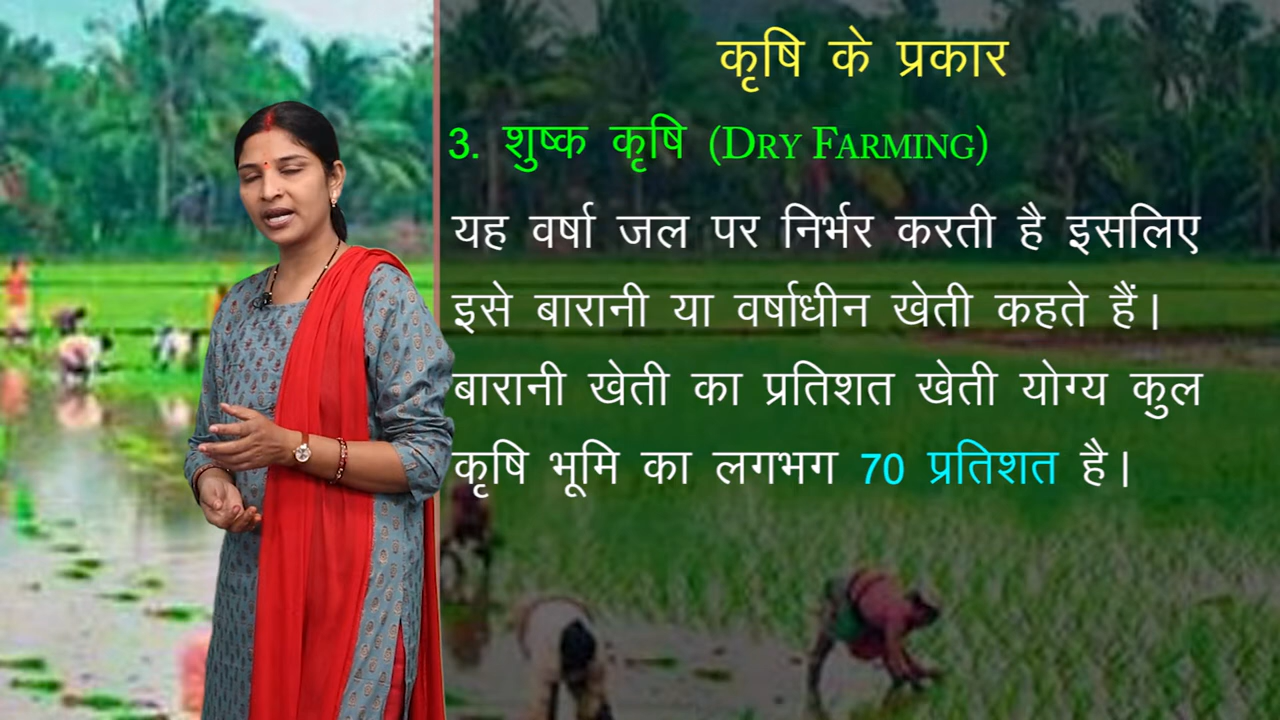 कृषि के प्रकार
3. शुष्क कृषि (DRY FARMING)
यह वर्षा जल पर निर्भर करती है इसलिए
इसे बारानी या वर्षाधीन खेती कहते हैं।
बारानी खेती का प्रतिशत खेती योग्य कुल
कृषि भूमि का लगभग 70 प्रतिशत है।